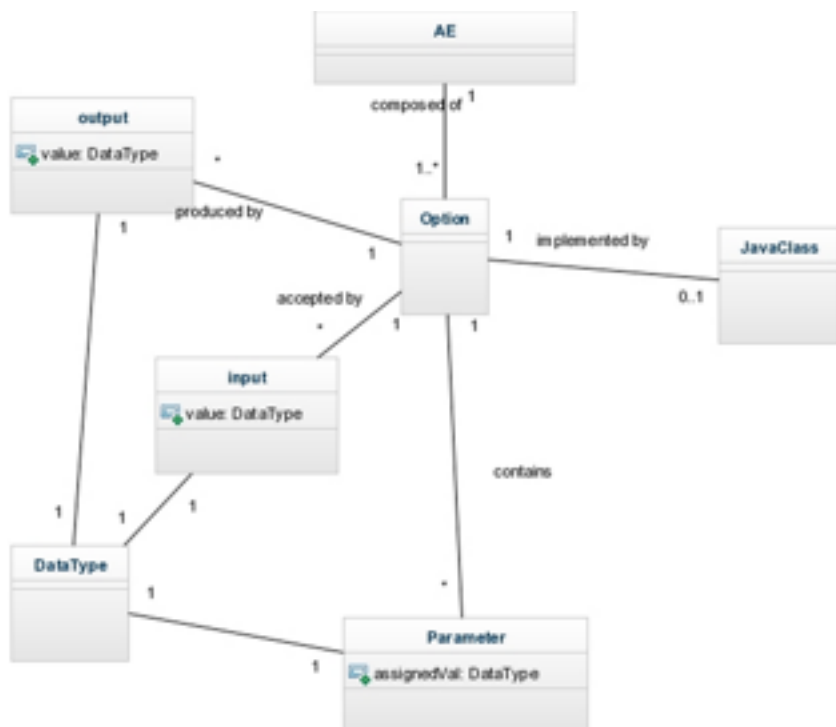 AE
composed of
1
1..*
output
value: DataType
*
produced by
1
1
Option
1
implemented by
0..1
JavaClass
accepted by
*
1
1
input
value: DataType
contains
1
1
1
1
DataType
1
*
1
Parameter
assignedVal: DataType